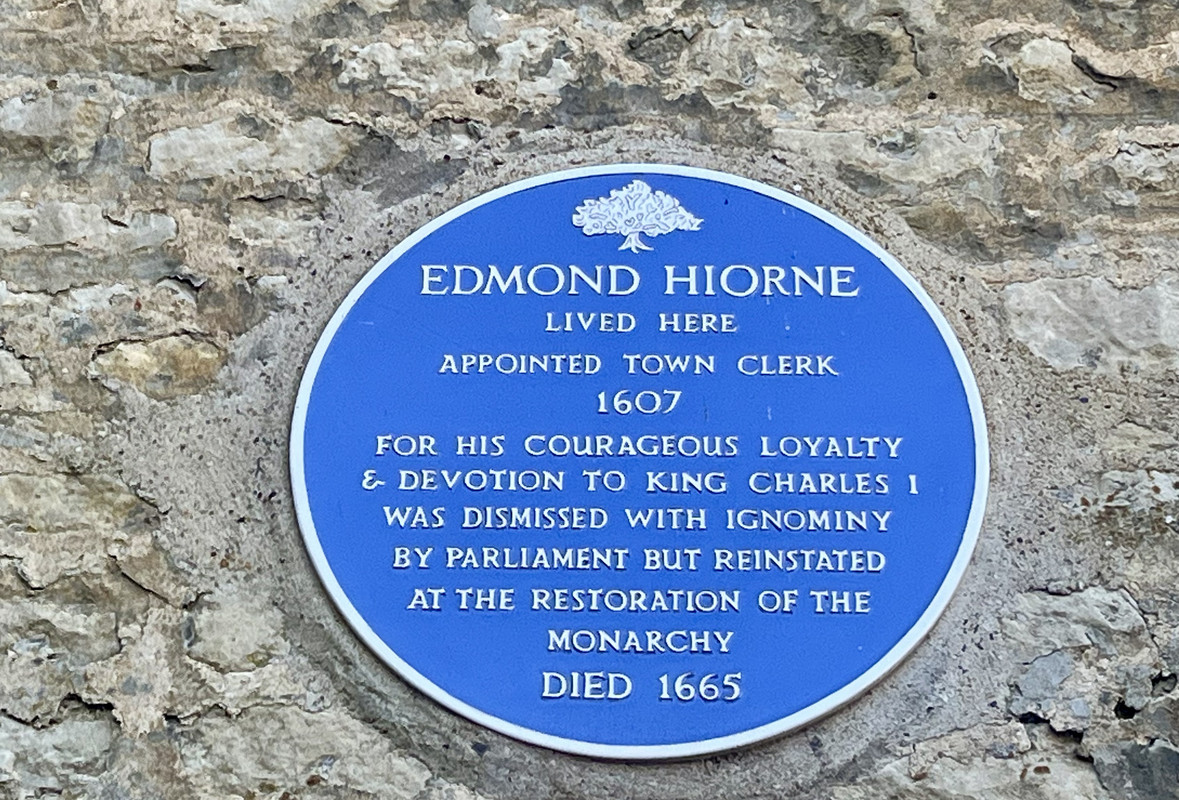 EDMOND HIORNE
LIVED HERE
APPOINTED TOWN CLERK
1607
FOR HIS COURAGEOUS LOYALTY
& DEVOTION TO KING CHARLES I
WAS DISMISSED WITH IGNOMINY
BY PARLIAMENT BUT REINSTATED
AT THE RESTORATION OF THE
MONARCHY
DIED 1665